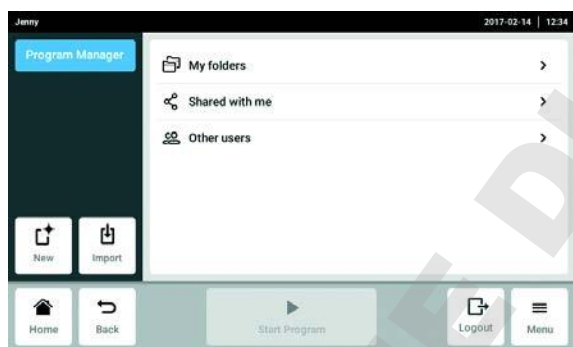 Jenny 2017-02-14 | 12:34
Program Manager
My folders
Shared with me
Other users
New Import
Home Back Start Program Logout Menu